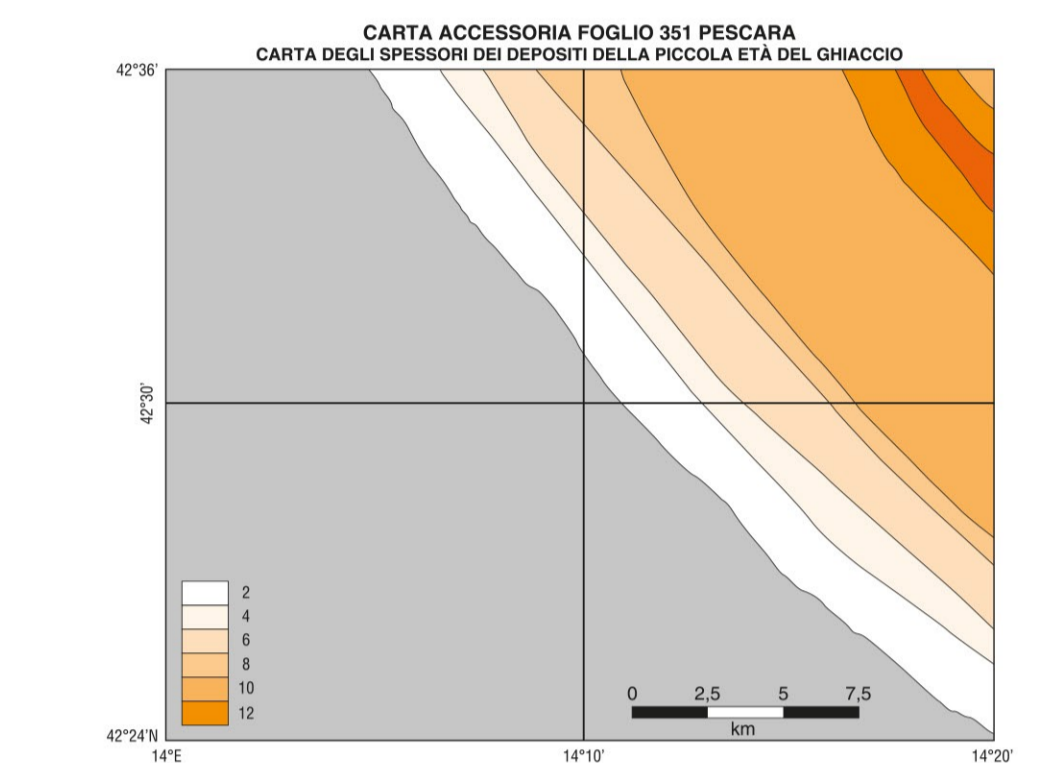 CARTA ACCESSORIA FOGLIO 351 PESCARA
CARTA DEGLI SPESSORI DEI DEPOSITI DELLA PICCOLA ETÀ DEL GHIACCIO
42°36'
42°30'
2
4
6
8
10
12
0 2,5 5 7,5
km
42°24'N
14°E 14°10' 14°20'